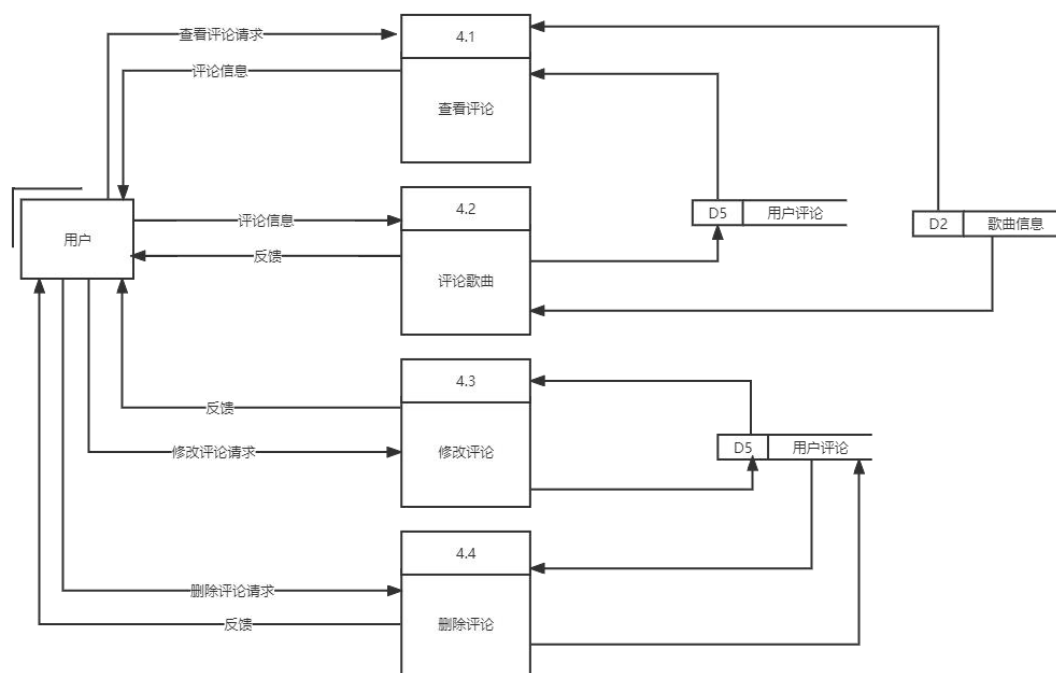 4.1
查看评论请求
评论信息
查看评论
4.2
D5 用户评论
D2 歌曲信息
评论信息
用户
反馈
评论歌曲
4.3
反馈
修改评论请求
修改评论
D5 用户评论
4.4
删除评论请求
反馈
删除评论